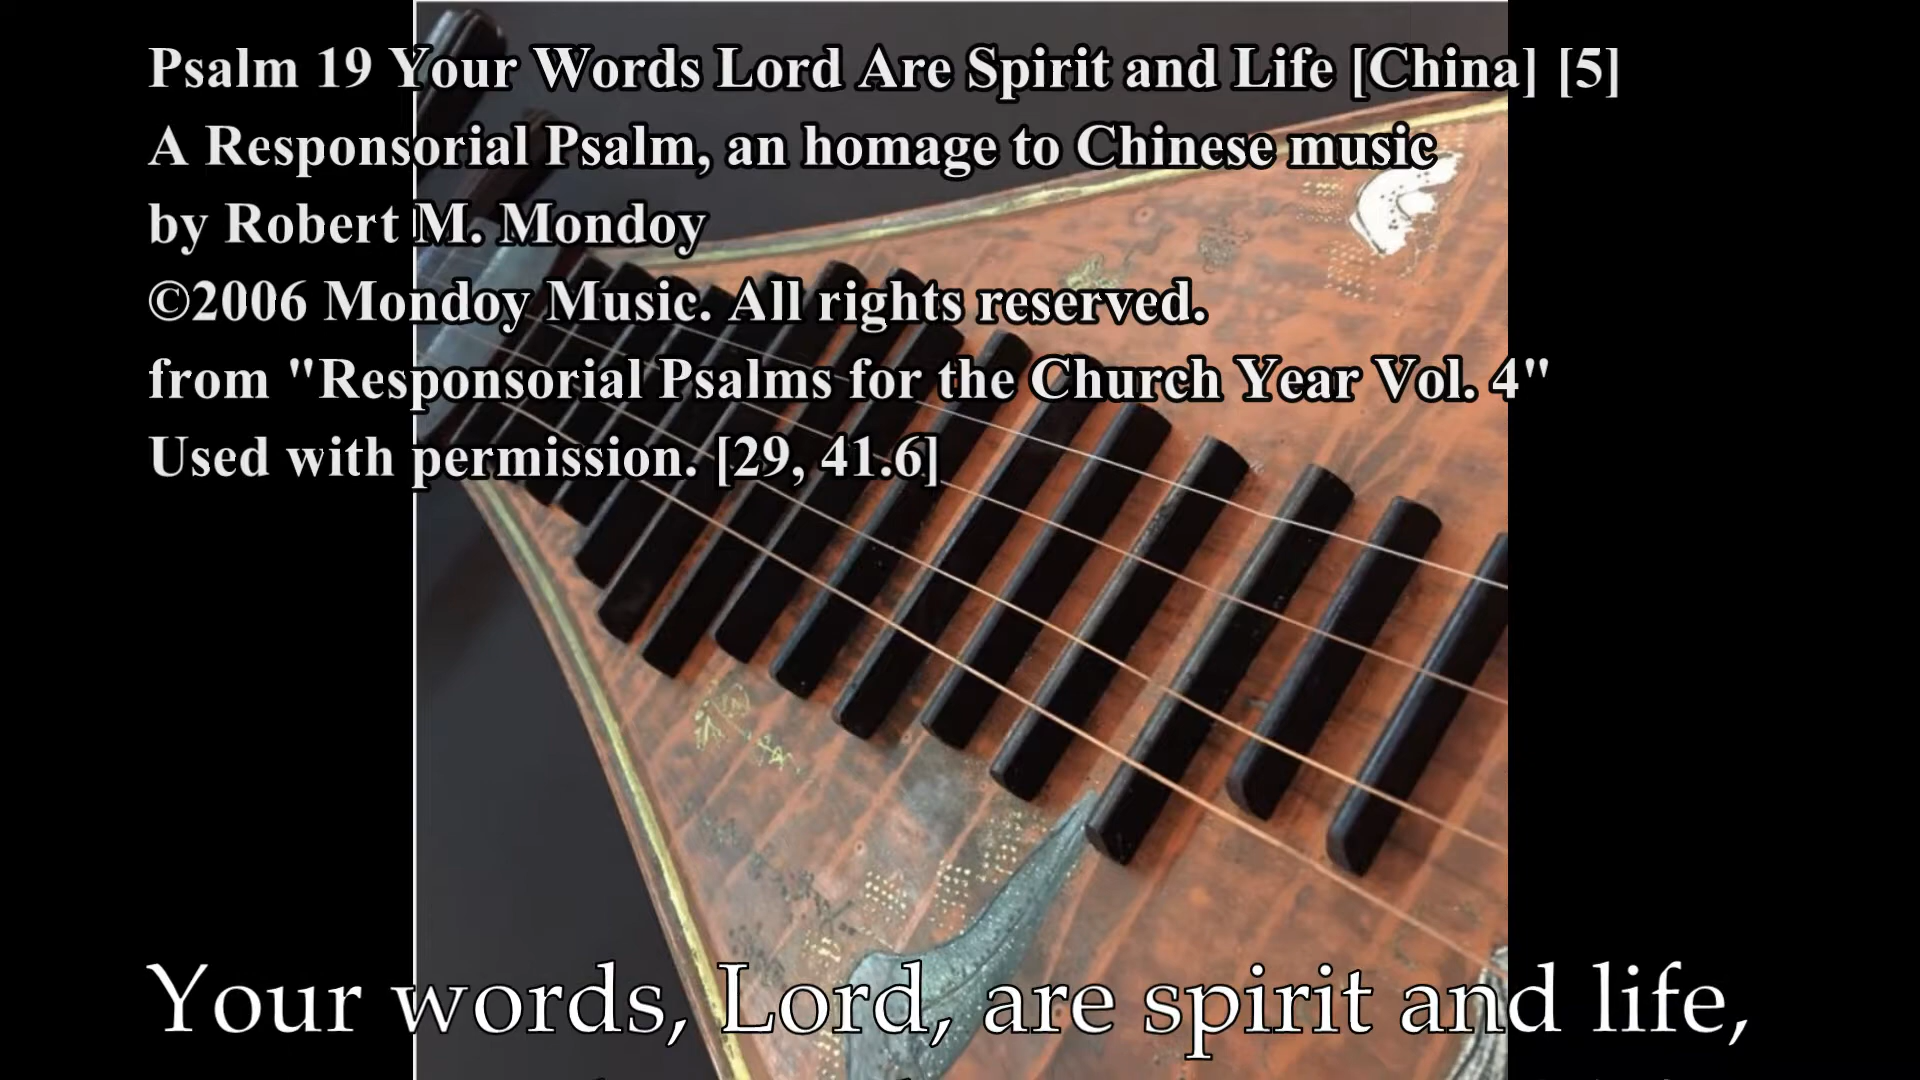 Psalm 19 Your Words Lord Are Spirit and Life [China] [5]
A Responsorial Psalm, an homage to Chinese music
by Robert M. Mondoy
©2006 Mondoy Music. All rights reserved.
from "Responsorial Psalms for the Church Year Vol. 4"
Used with permission. [29, 41.6]
Your words, Lord, are spirit and life,